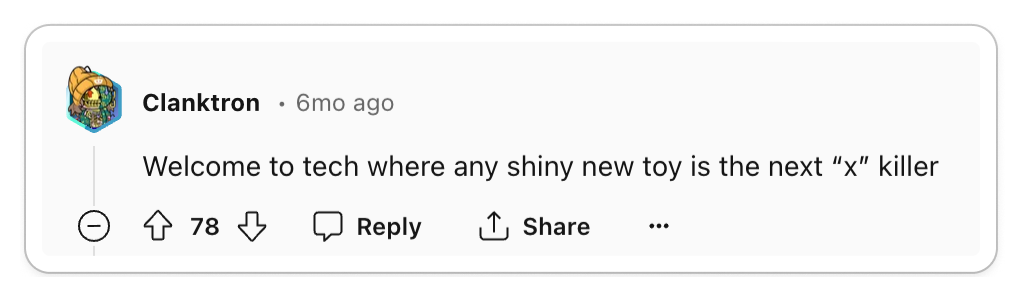 Clanktron • 6mo ago
Welcome to tech where any shiny new toy is the next “x” killer
78 Reply Share ···